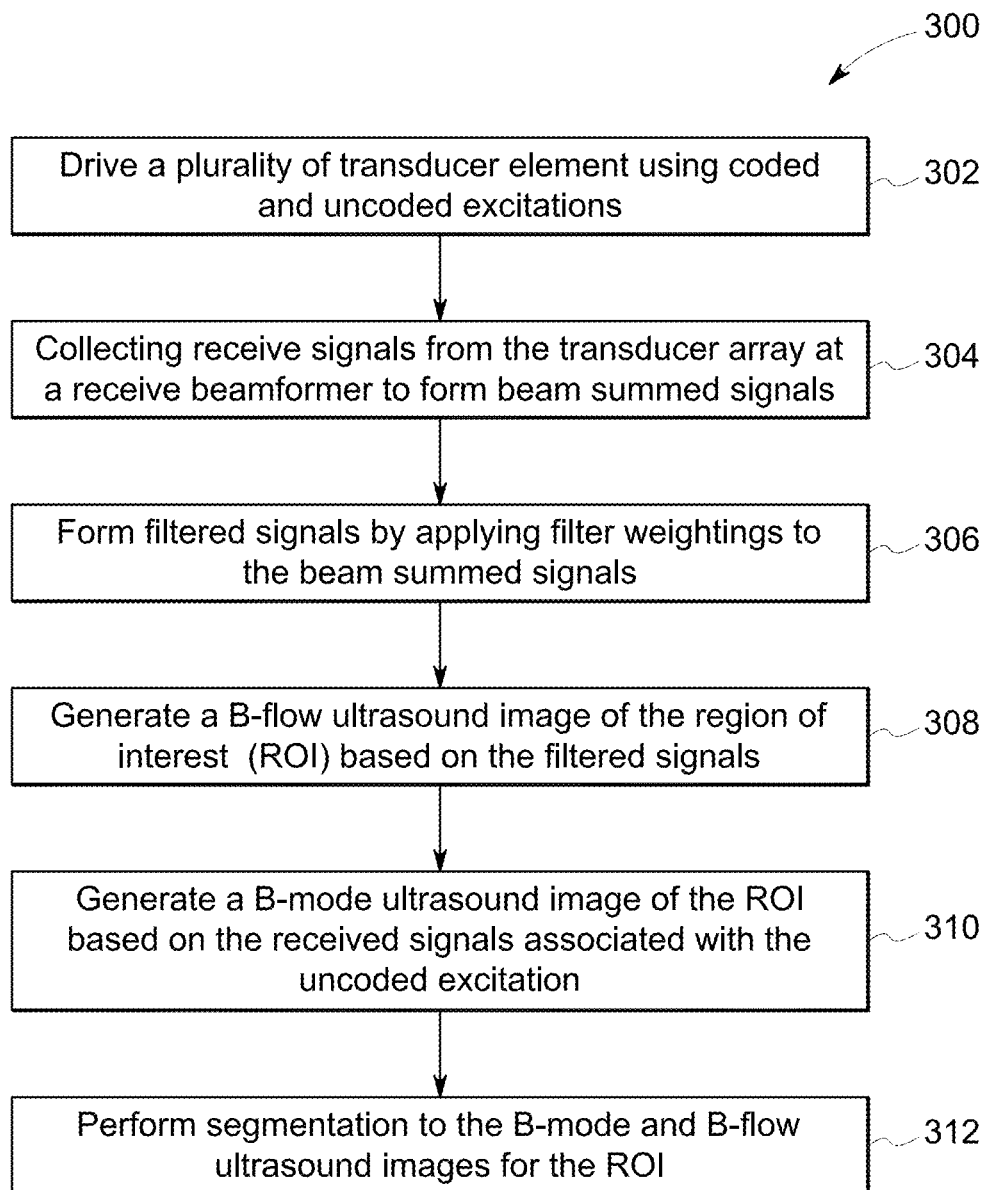 300
Drive a plurality of transducer element using coded
and uncoded excitations
302
Collecting receive signals from the transducer array at
a receive beamformer to form beam summed signals
304
Form filtered signals by applying filter weightings to
the beam summed signals
306
Generate a B-flow ultrasound image of the region of
interest (ROI) based on the filtered signals
308
Generate a B-mode ultrasound image of the ROI
based on the received signals associated with the
uncoded excitation
310
Perform segmentation to the B-mode and B-flow
ultrasound images for the ROI
312